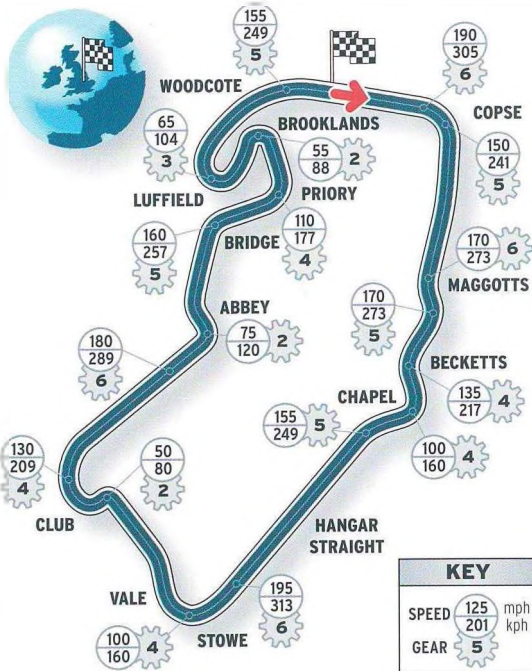 155
249
5
190
305
6
WOODCOTE
COPSE
BROOKLANDS
65
104
3
55
88
2
150
241
5
LUFFIELD
PRIORY
110
177
4
160
257
5
BRIDGE
170
273
6
MAGGOTTS
ABBEY
75
120
2
170
273
5
180
289
6
BECKETTS
135
217
4
CHAPEL
155
249
5
100
160
4
130
209
4
50
80
2
CLUB
HANGAR
STRAIGHT
VALE
195
313
6
100
160
4
STOWE
KEY
SPEED 125 mph
201 kph
GEAR 5